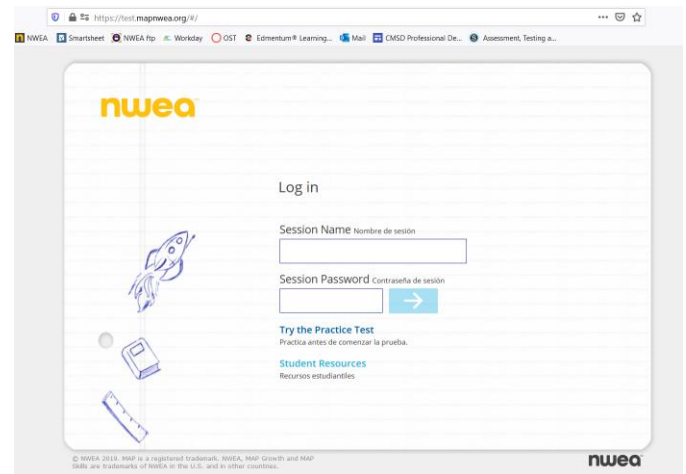 https://test.mapnwea.org/#/
NWEA Smartsheet NWEA ftp Workday OST Edmentum® Learning... Mail CMSD Professional De... Assessment, Testing a...
nwea
Log in
Session Name Nombre de sesión
Session Password Contraseña de sesión
Try the Practice Test
Practica antes de comenzar la prueba.
Student Resources
Recursos estudiantiles
© NWEA 2019. MAP is a registered trademark. NWEA, MAP Growth and MAP
Skills are trademarks of NWEA in the U.S. and in other countries.
nwea